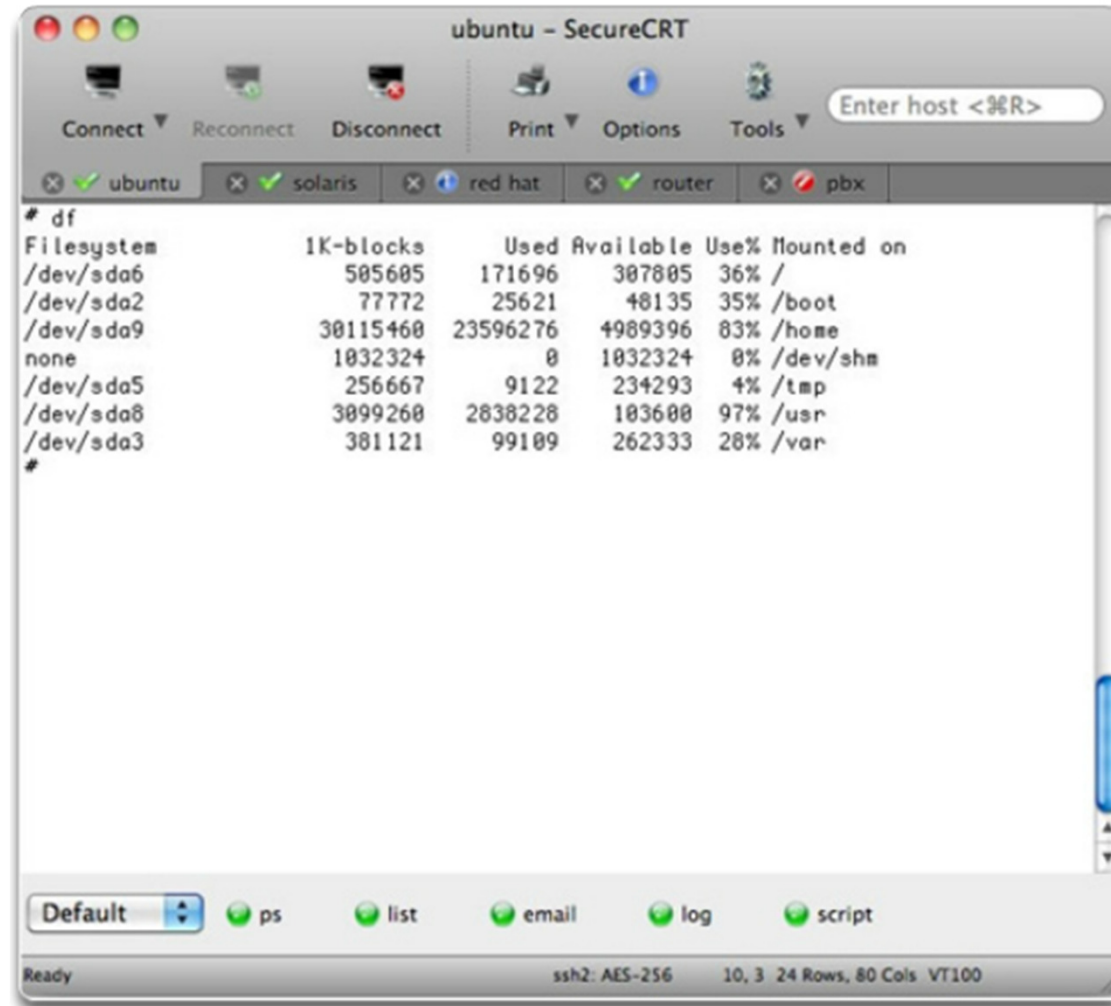 ubuntu – SecureCRT
Connect Reconnect Disconnect Print Options Tools Enter host <⌘R>
ubuntu solaris red hat router pbx
# df
Filesystem 1K-blocks Used Available Use% Mounted on
/dev/sda6 505605 171696 307805 36% /
/dev/sda2 77772 25621 48135 35% /boot
/dev/sda9 30115460 23596276 4989396 83% /home
none 1032324 0 1032324 0% /dev/shm
/dev/sda5 256667 9122 234293 4% /tmp
/dev/sda8 3099260 2838228 103600 97% /usr
/dev/sda3 381121 99109 262333 28% /var
#
Default ps list email log script
Ready ssh2: AES-256 10, 3 24 Rows, 80 Cols VT100